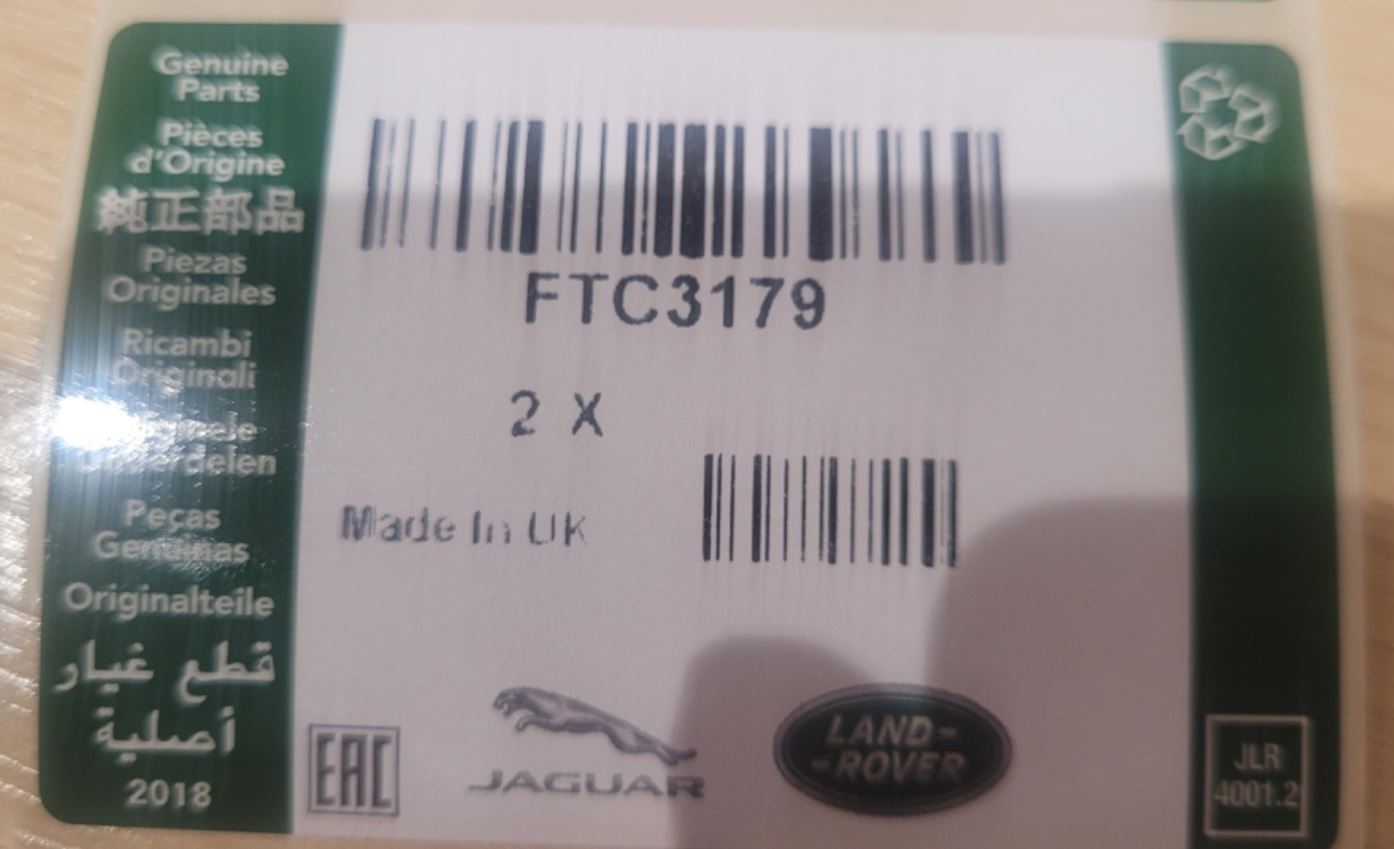 Genuine
Parts
Pièces
d'Origine
純正部品
Piezas
Originales
Ricambi
Originali
Peças
Genuinas
Originalteile
قطع غيار
أصلية
2018
FTC3179
2 X
Made In UK
EAC
JAGUAR
LAND-
-ROVER
JLR
4001.2